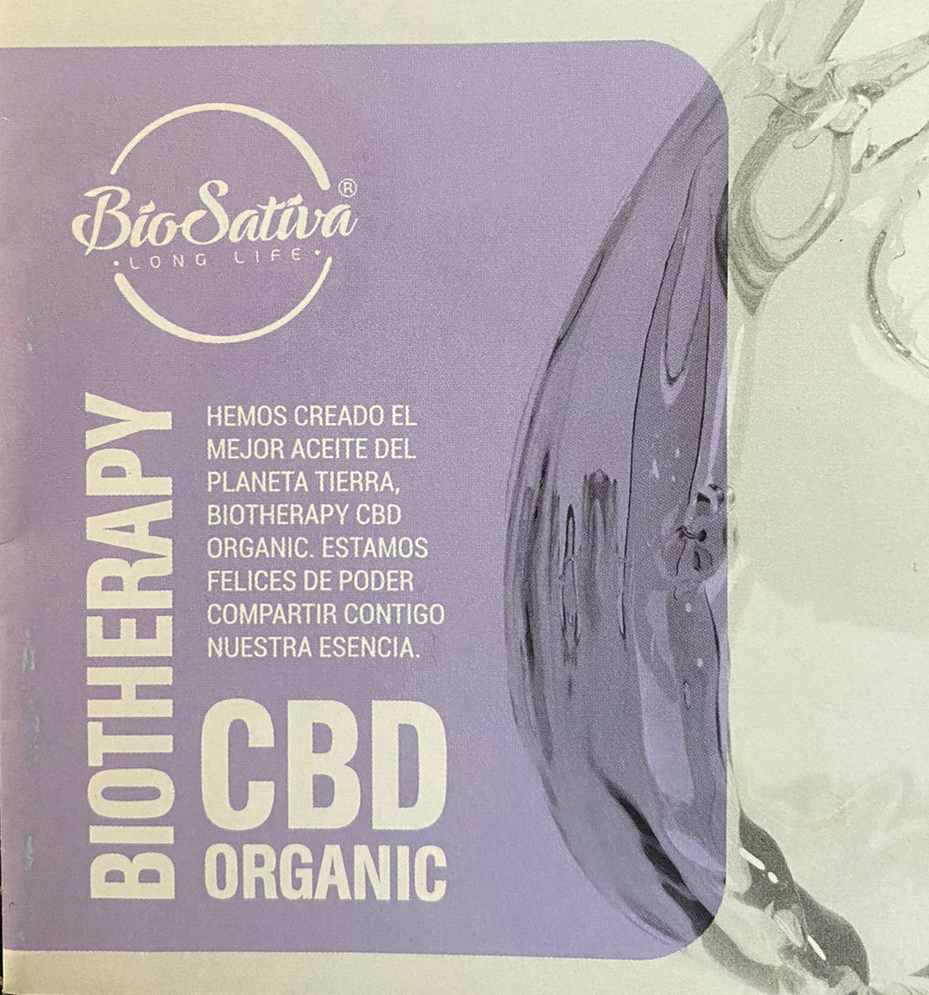 BioSativa®
·LONG LIFE·
BIOTHERAPY
HEMOS CREADO EL
MEJOR ACEITE DEL
PLANETA TIERRA,
BIOTHERAPY CBD
ORGANIC. ESTAMOS
FELICES DE PODER
COMPARTIR CONTIGO
NUESTRA ESENCIA.
CBD
ORGANIC